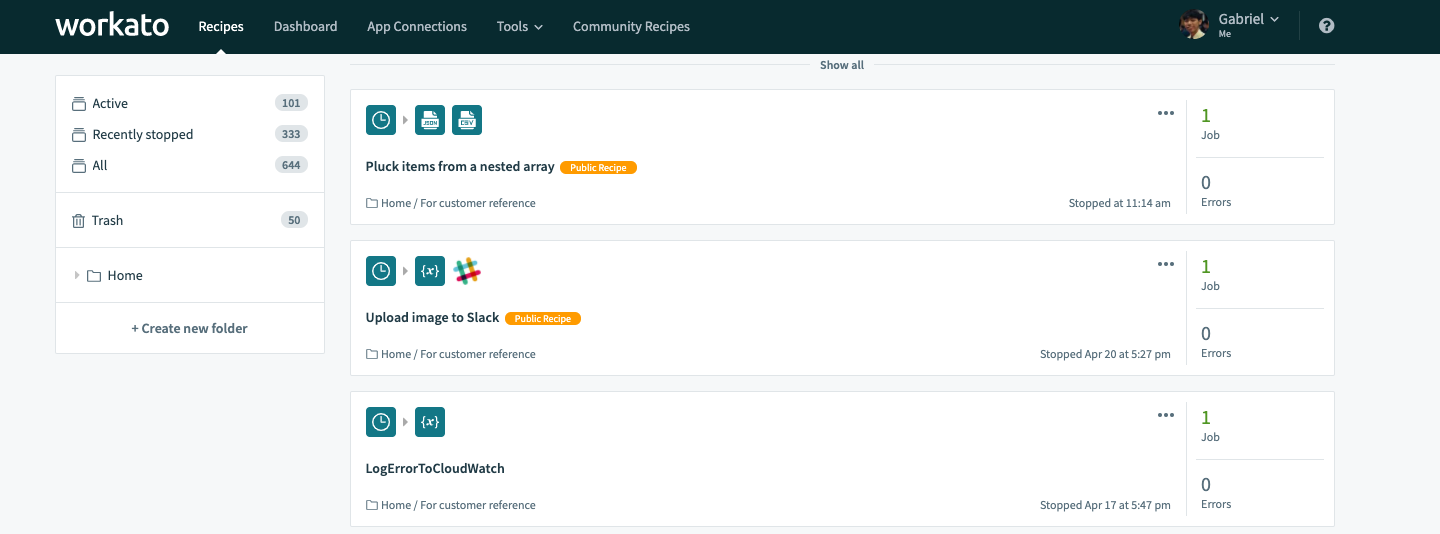 workato Recipes Dashboard App Connections Tools Community Recipes Gabriel
Me
Show all
Active 101
Recently stopped 333
All 644
Trash 50
Home
+ Create new folder
JSON CSV
1
Job
Pluck items from a nested array Public Recipe
0
Errors
Home / For customer reference Stopped at 11:14 am
{x}
1
Job
Upload image to Slack Public Recipe
0
Errors
Home / For customer reference Stopped Apr 20 at 5:27 pm
{x}
1
Job
LogErrorToCloudWatch
0
Errors
Home / For customer reference Stopped Apr 17 at 5:47 pm